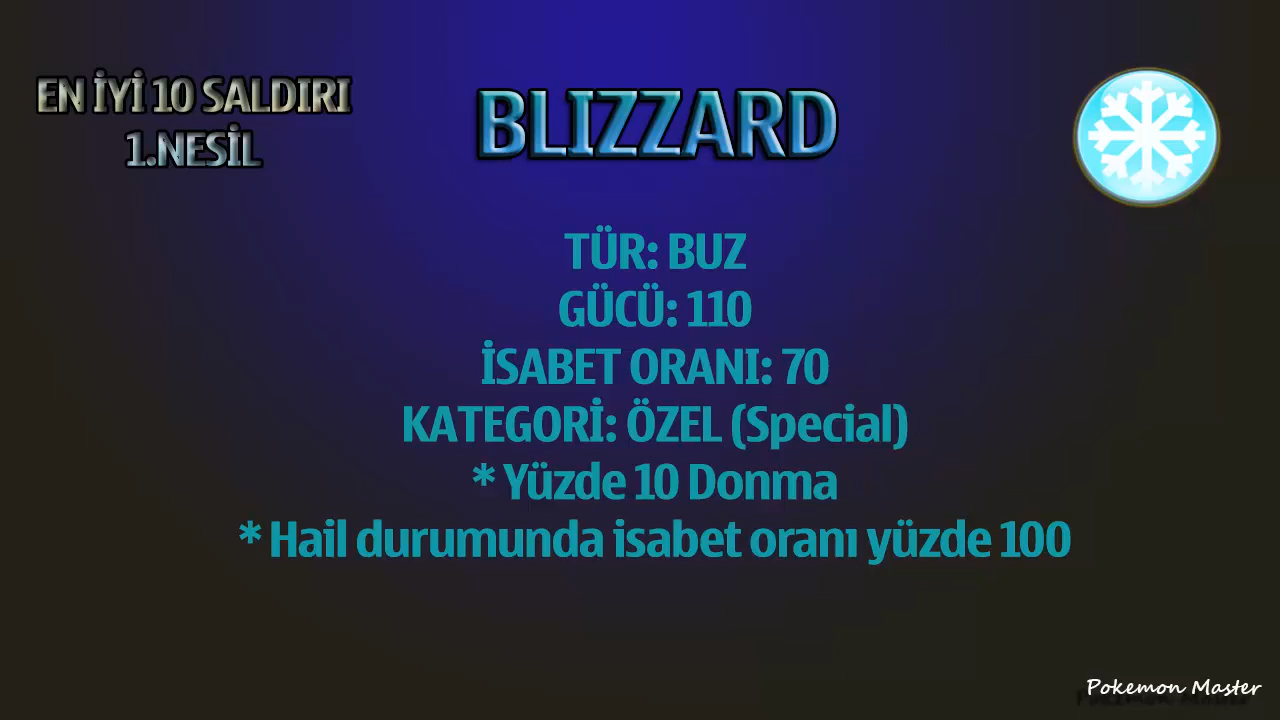 EN İYİ 10 SALDIRI
1.NESİL
BLIZZARD
TÜR: BUZ
GÜCÜ: 110
İSABET ORANI: 70
KATEGORİ: ÖZEL (Special)
* Yüzde 10 Donma
* Hail durumunda isabet oranı yüzde 100
Pokemon Master